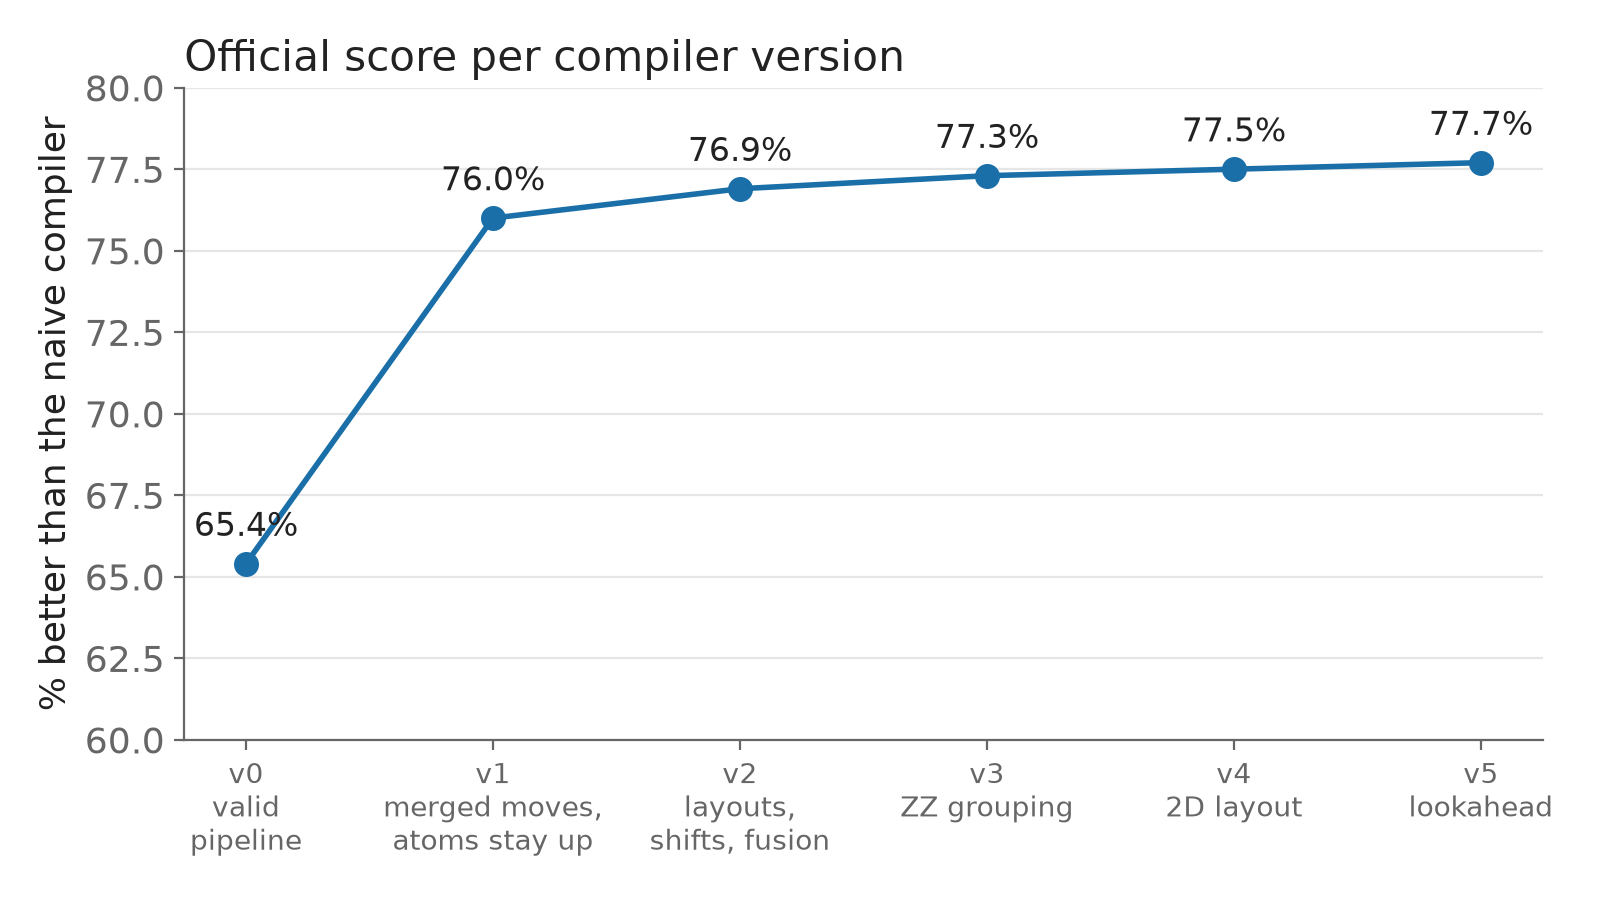 Official score per compiler version
% better than the naive compiler
80.0
77.5
75.0
72.5
70.0
67.5
65.0
62.5
60.0
65.4%
76.0%
76.9%
77.3%
77.5%
77.7%
v0
valid
pipeline
v1
merged moves,
atoms stay up
v2
layouts,
shifts, fusion
v3
ZZ grouping
v4
2D layout
v5
lookahead